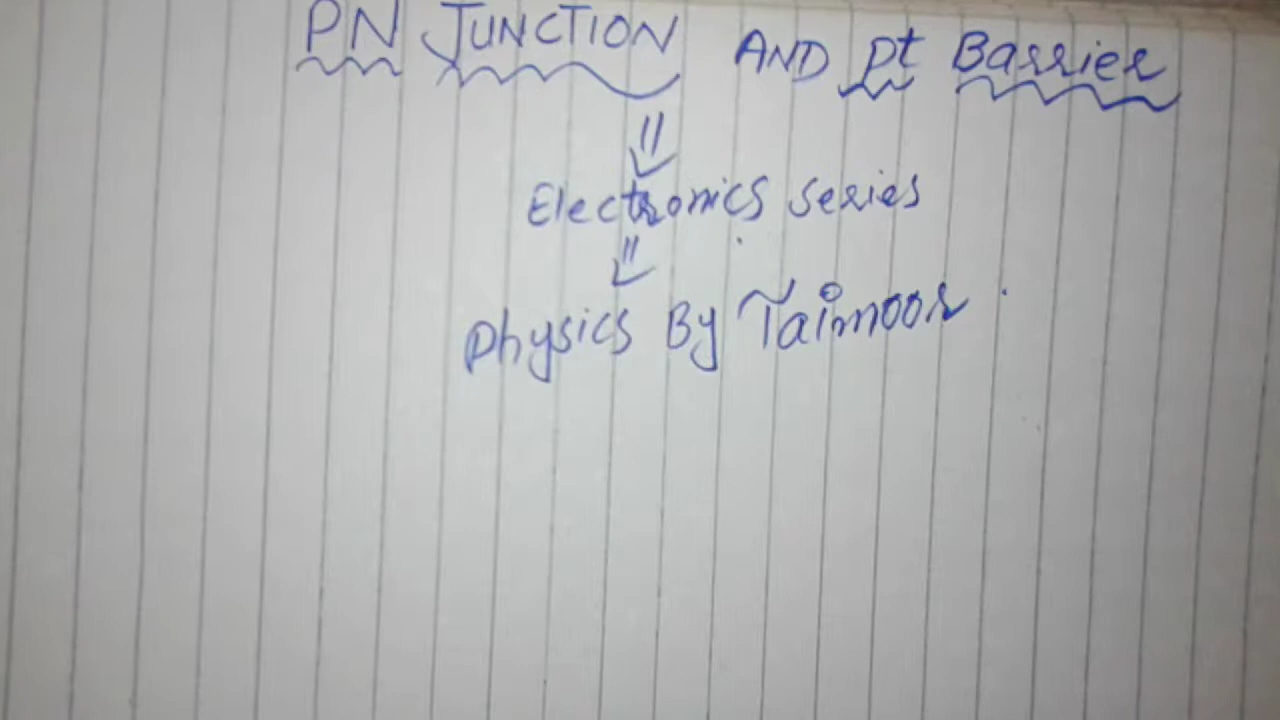 PN JUNCTION AND Pt Barrier
Electronics series
Physics By Taimoor